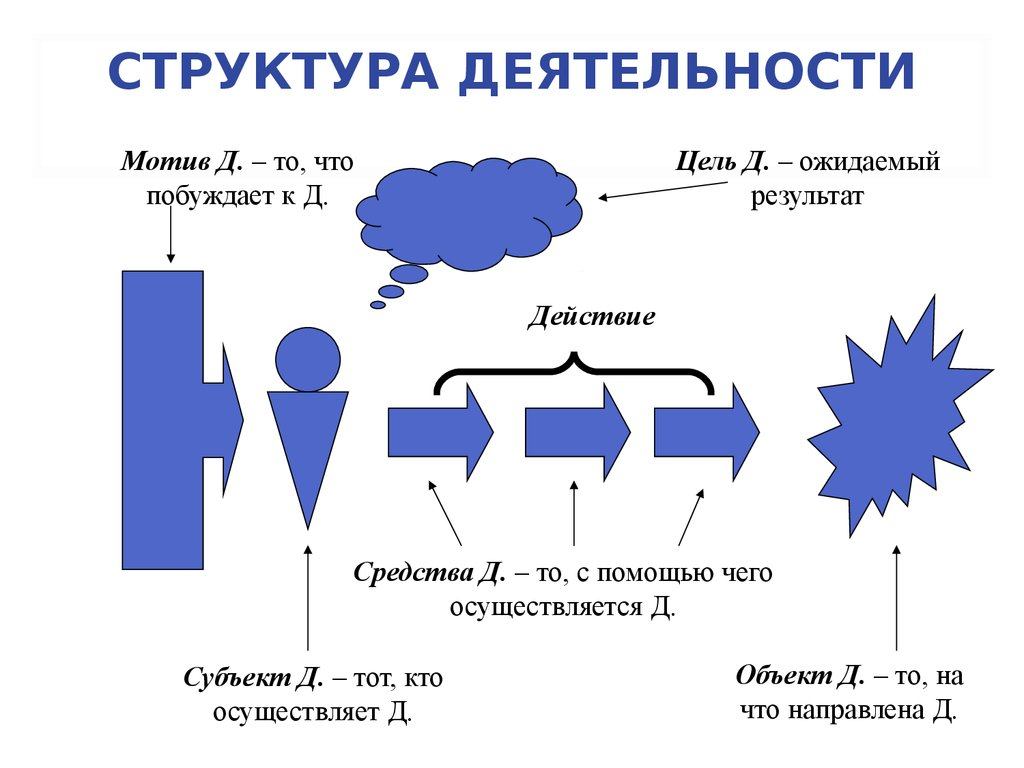 СТРУКТУРА ДЕЯТЕЛЬНОСТИ
Мотив Д. – то, что
побуждает к Д.
Цель Д. – ожидаемый
результат
Действие
Средства Д. – то, с помощью чего
осуществляется Д.
Субъект Д. – тот, кто
осуществляет Д.
Объект Д. – то, на
что направлена Д.